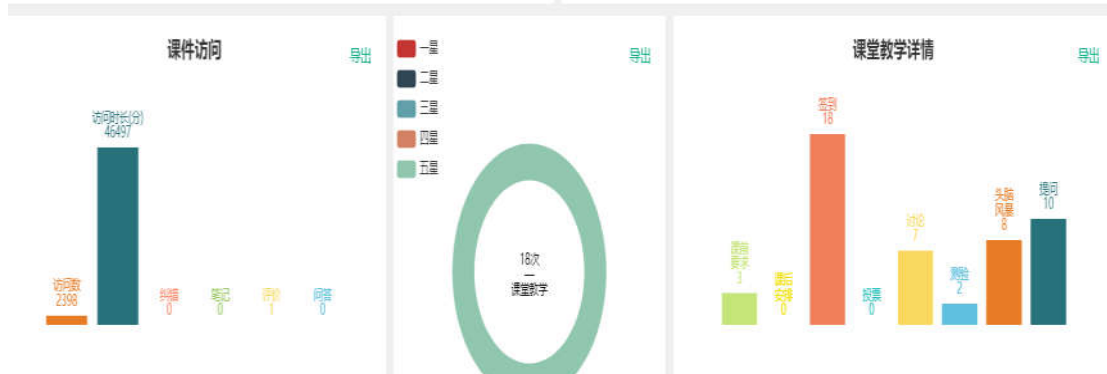 课件访问
导出
访问时长(分)
46497
访问数
2398
纠错
0
笔记
0
评价
1
问答
0
一星
二星
三星
四星
五星
导出
18次
课堂教学
课堂教学详情
导出
签到
18
课前
要求
3
课后
安排
0
投票
0
讨论
7
测验
2
头脑
风暴
8
提问
10